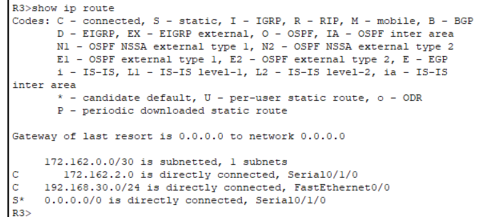 R3>show ip route
Codes: C - connected, S - static, I - IGRP, R - RIP, M - mobile, B - BGP
       D - EIGRP, EX - EIGRP external, O - OSPF, IA - OSPF inter area
       N1 - OSPF NSSA external type 1, N2 - OSPF NSSA external type 2
       E1 - OSPF external type 1, E2 - OSPF external type 2, E - EGP
       i - IS-IS, L1 - IS-IS level-1, L2 - IS-IS level-2, ia - IS-IS
inter area
       * - candidate default, U - per-user static route, o - ODR
       P - periodic downloaded static route
Gateway of last resort is 0.0.0.0 to network 0.0.0.0
     172.162.0.0/30 is subnetted, 1 subnets
C       172.162.2.0 is directly connected, Serial0/1/0
C    192.168.30.0/24 is directly connected, FastEthernet0/0
S*   0.0.0.0/0 is directly connected, Serial0/1/0
R3>